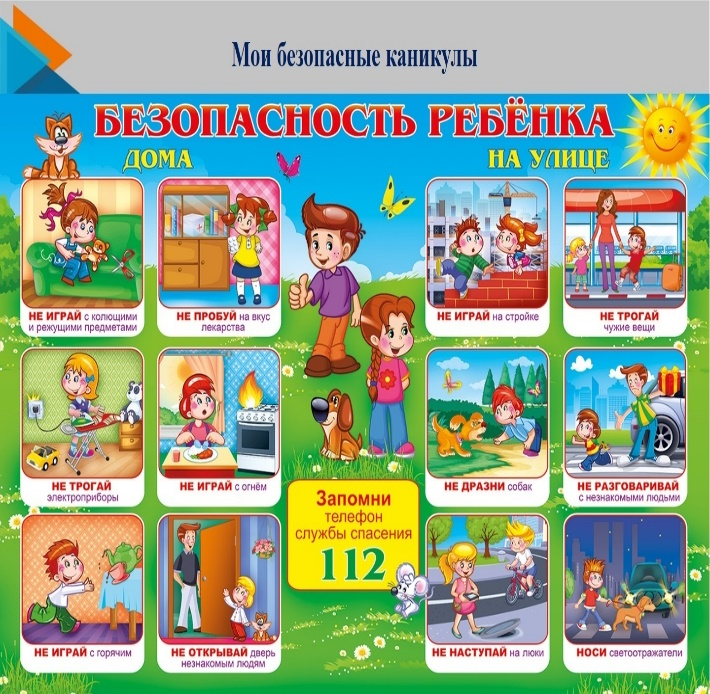 Мои безопасные каникулы
БЕЗОПАСНОСТЬ РЕБЁНКА
ДОМА
НА УЛИЦЕ
НЕ ИГРАЙ с колющими
и режущими предметами
НЕ ПРОБУЙ на вкус
лекарства
НЕ ИГРАЙ на стройке
НЕ ТРОГАЙ
чужие вещи
НЕ ТРОГАЙ
электроприборы
НЕ ИГРАЙ с огнём
НЕ ДРАЗНИ собак
НЕ РАЗГОВАРИВАЙ
с незнакомыми людьми
Запомни
телефон
службы спасения
112
НЕ ИГРАЙ с горячим
НЕ ОТКРЫВАЙ дверь
незнакомым людям
НЕ НАСТУПАЙ на люки
НОСИ светоотражатели